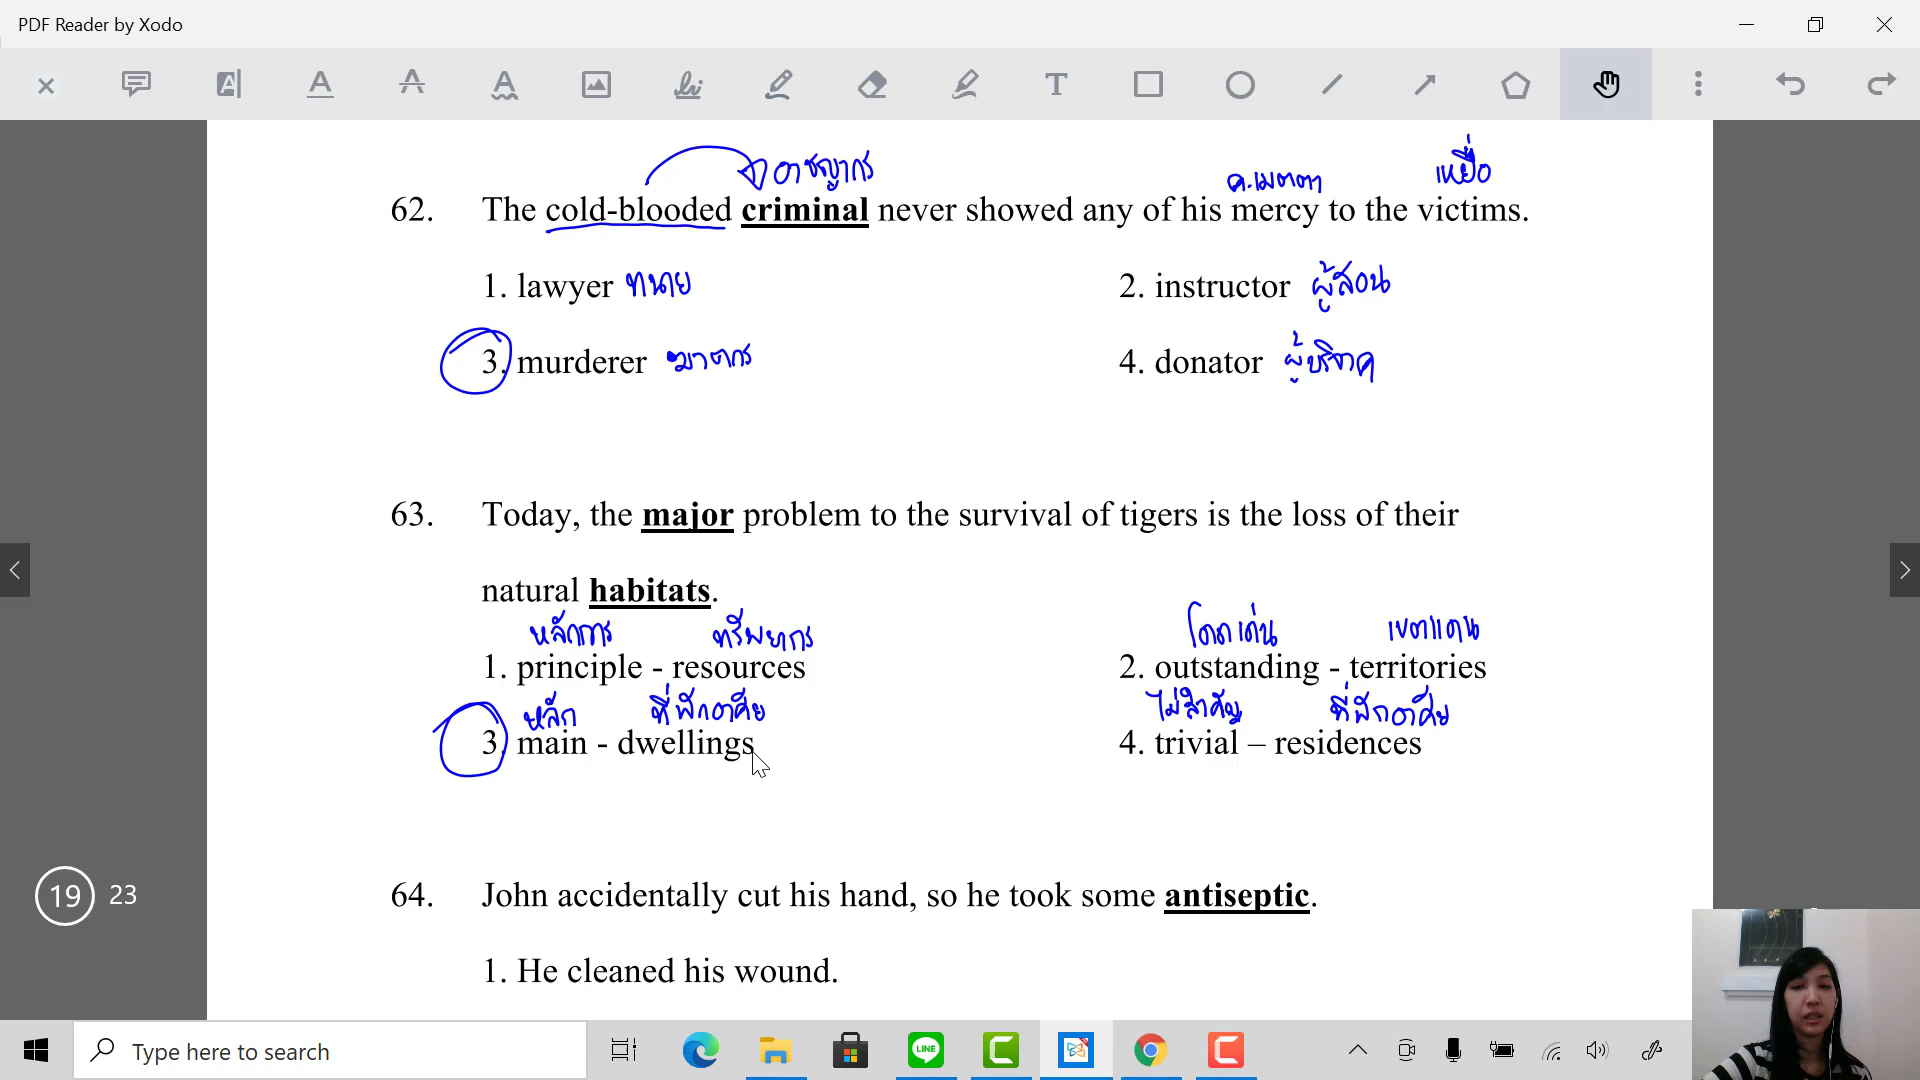 PDF Reader by Xodo
อาชญากร
ค.เมตตา
เหยื่อ
62. The cold-blooded criminal never showed any of his mercy to the victims.
1. lawyer ทนาย
2. instructor ผู้สอน
3. murderer ฆาตกร
4. donator ผู้บริจาค
63. Today, the major problem to the survival of tigers is the loss of their
natural habitats.
หลักการ ทรัพยากร
โดดเด่น เขตแดน
1. principle - resources
2. outstanding - territories
หลัก ที่พักอาศัย
ไม่สำคัญ ที่พักอาศัย
3. main - dwellings
4. trivial – residences
19 23
64. John accidentally cut his hand, so he took some antiseptic.
1. He cleaned his wound.
Type here to search
LINE